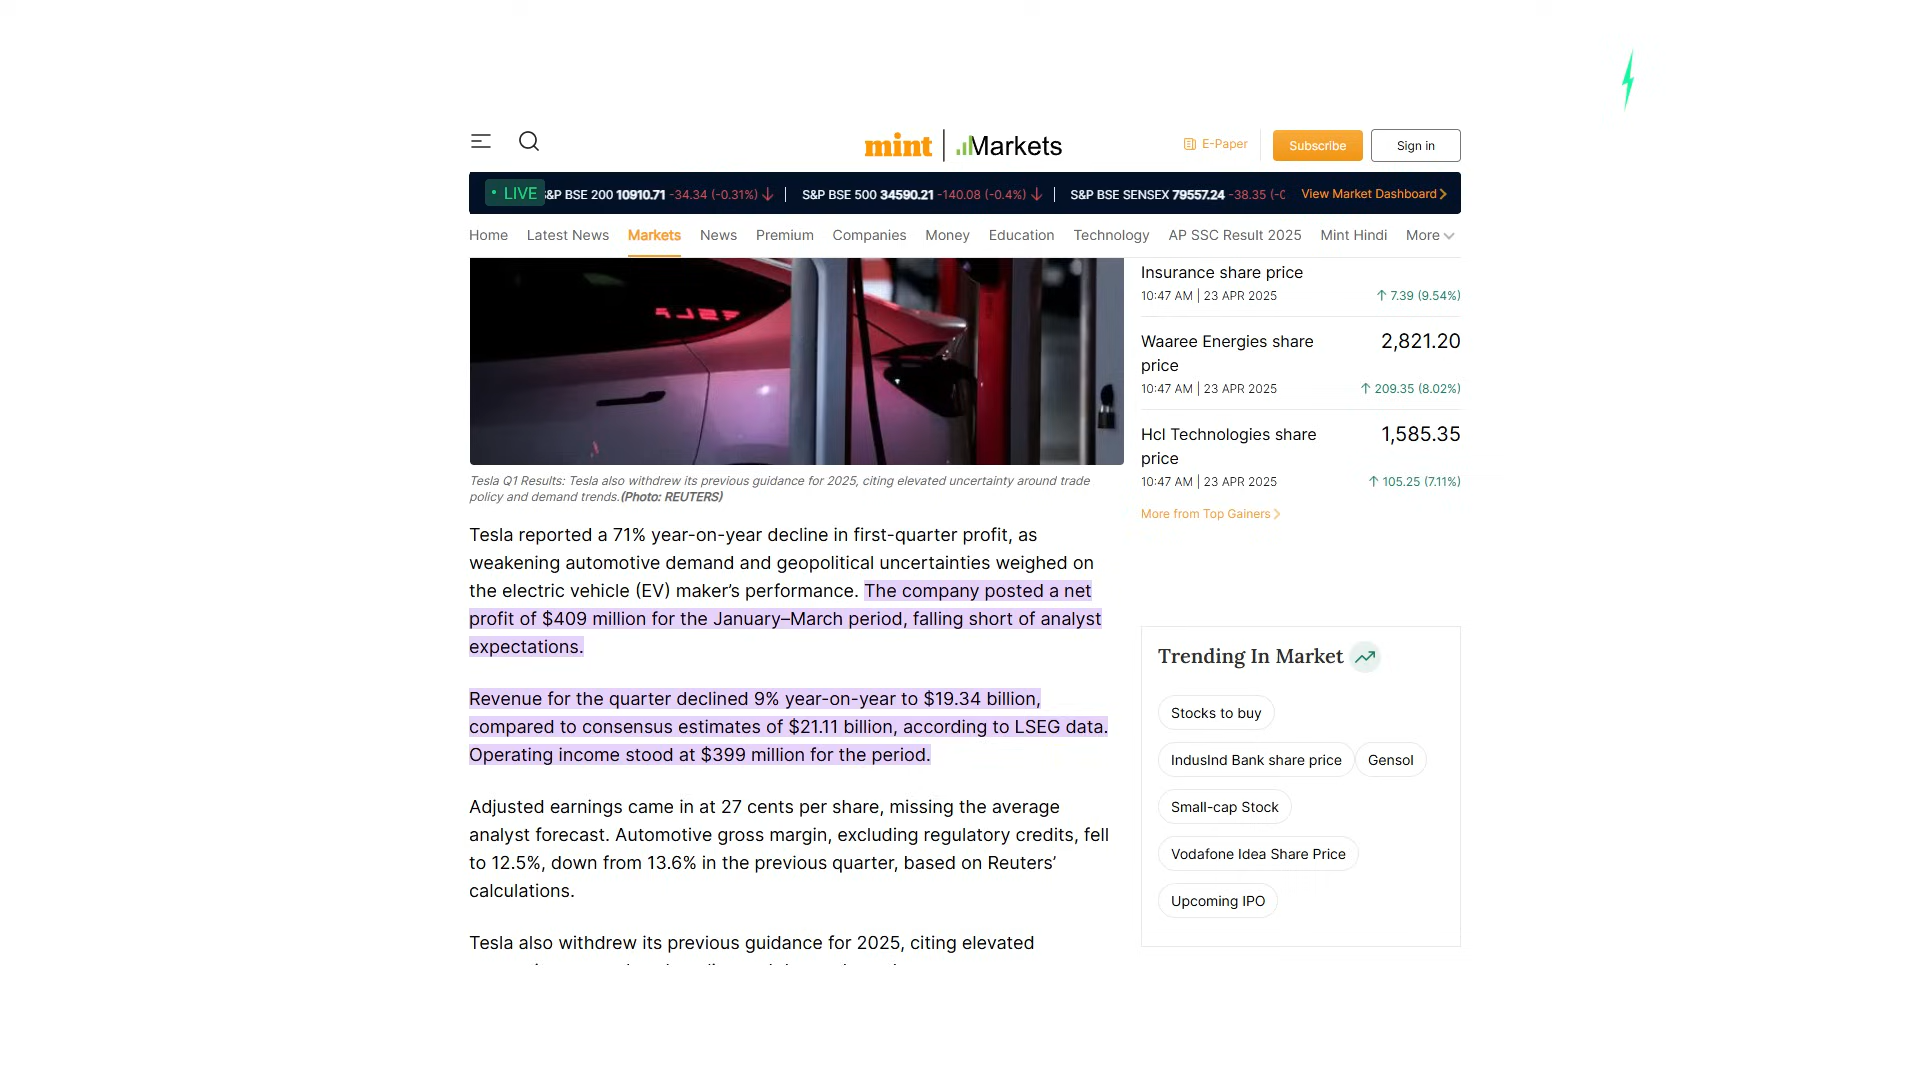 mint | Markets
E-Paper
Subscribe
Sign in
• LIVE
S&P BSE 200 10910.71 -34.34 (-0.31%) | S&P BSE 500 34590.21 -140.08 (-0.4%) | S&P BSE SENSEX 79557.24 -38.35
View Market Dashboard
Home Latest News Markets News Premium Companies Money Education Technology AP SSC Result 2025 Mint Hindi More
Tesla Q1 Results: Tesla also withdrew its previous guidance for 2025, citing elevated uncertainty around trade
policy and demand trends.(Photo: REUTERS)
Tesla reported a 71% year-on-year decline in first-quarter profit, as
weakening automotive demand and geopolitical uncertainties weighed on
the electric vehicle (EV) maker’s performance. The company posted a net
profit of $409 million for the January–March period, falling short of analyst
expectations.
Revenue for the quarter declined 9% year-on-year to $19.34 billion,
compared to consensus estimates of $21.11 billion, according to LSEG data.
Operating income stood at $399 million for the period.
Adjusted earnings came in at 27 cents per share, missing the average
analyst forecast. Automotive gross margin, excluding regulatory credits, fell
to 12.5%, down from 13.6% in the previous quarter, based on Reuters’
calculations.
Tesla also withdrew its previous guidance for 2025, citing elevated
Insurance share price
10:47 AM | 23 APR 2025
7.39 (9.54%)
Waaree Energies share
price
2,821.20
10:47 AM | 23 APR 2025
209.35 (8.02%)
Hcl Technologies share
price
1,585.35
10:47 AM | 23 APR 2025
105.25 (7.11%)
More from Top Gainers
Trending In Market
Stocks to buy
IndusInd Bank share price
Gensol
Small-cap Stock
Vodafone Idea Share Price
Upcoming IPO